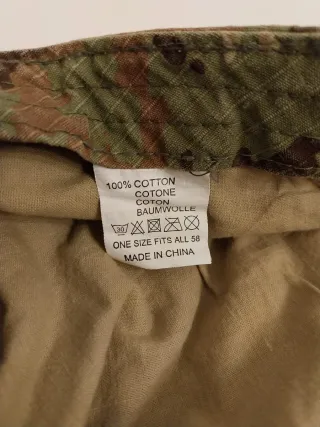 100% COTTON
COTONE
COTON
BAUMWOLLE
30
ONE SIZE FITS ALL 58
MADE IN CHINA